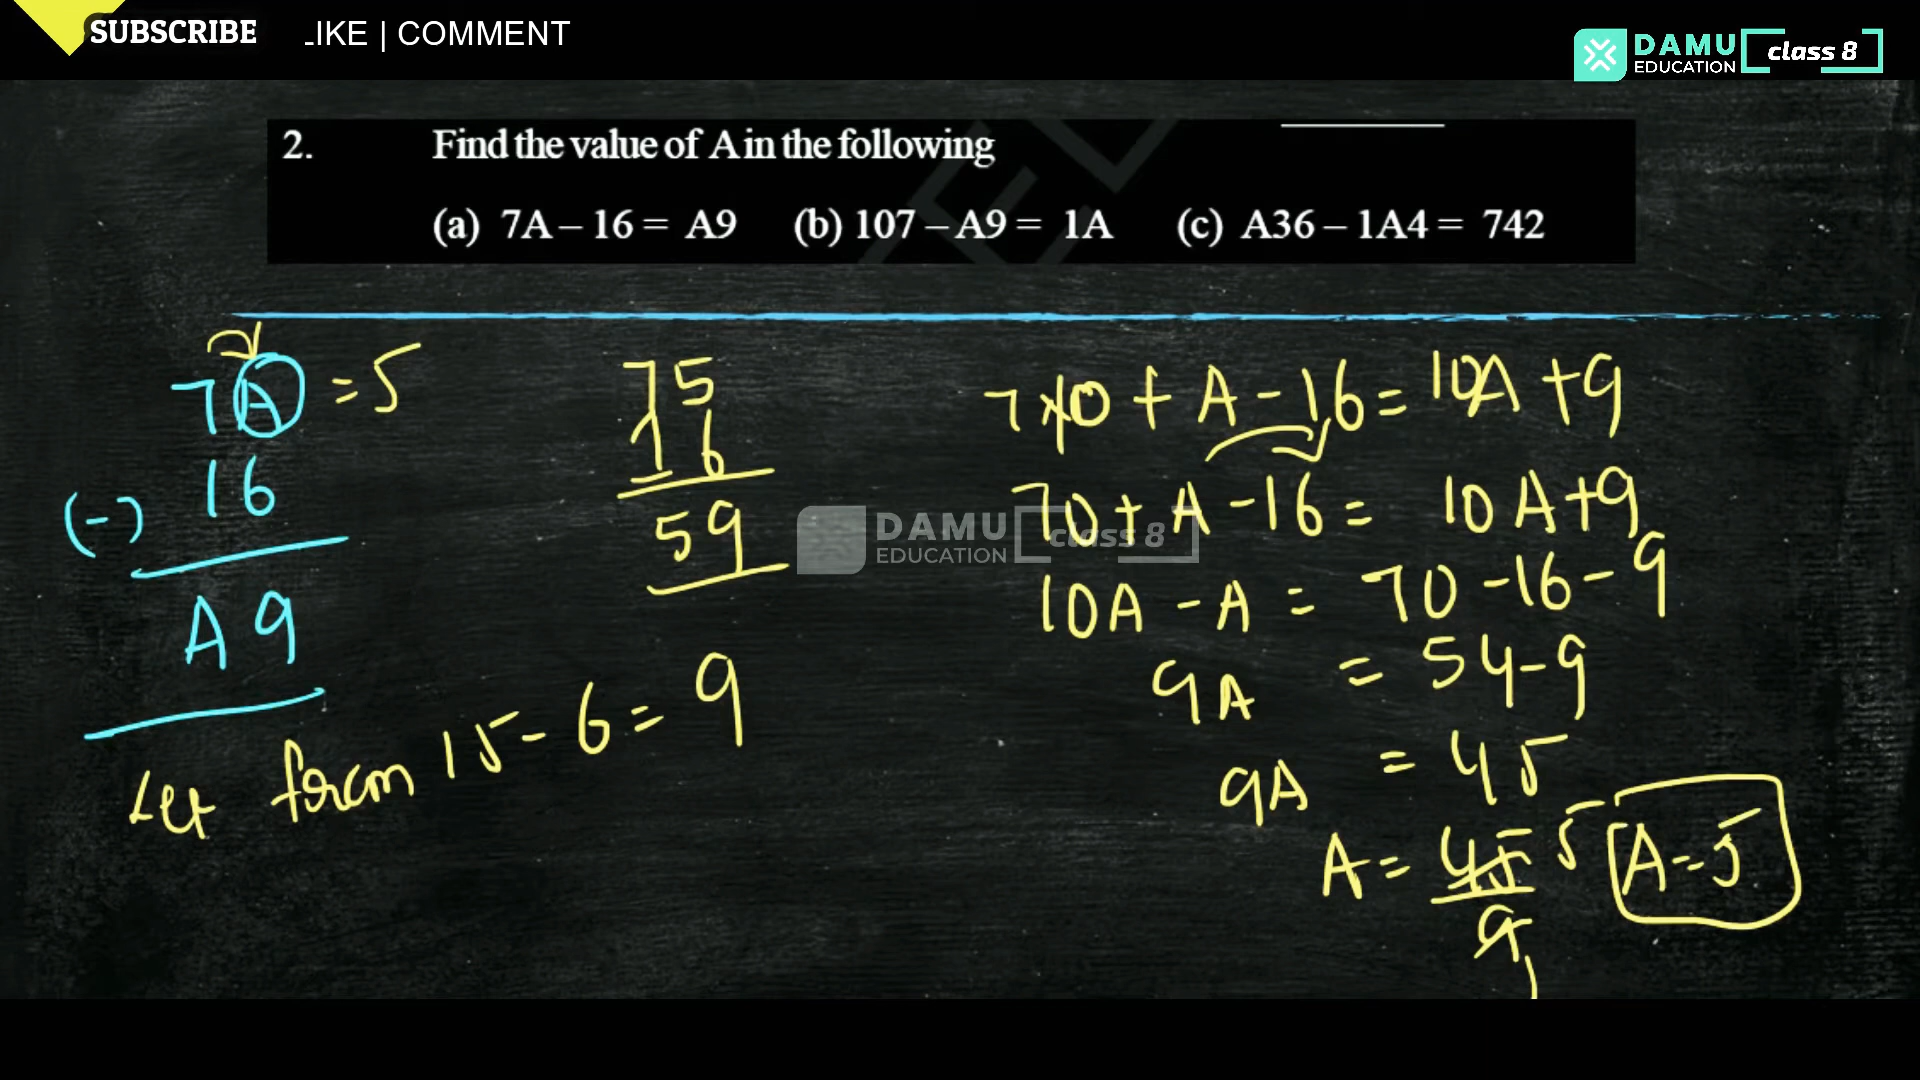 SUBSCRIBE LIKE | COMMENT
DAMU EDUCATION class 8
2. Find the value of A in the following
(a) 7A – 16 = A9 (b) 107 – A9 = 1A (c) A36 – 1A4 = 742
7A = 5
(-) 16
A9
Let from 15 - 6 = 9
75
16
59
7×10 + A - 16 = 10A + 9
70 + A - 16 = 10A + 9
10A - A = 70 - 16 - 9
9A = 54 - 9
9A = 45
A = 45 5
9
A = 5
DAMU EDUCATION class 8